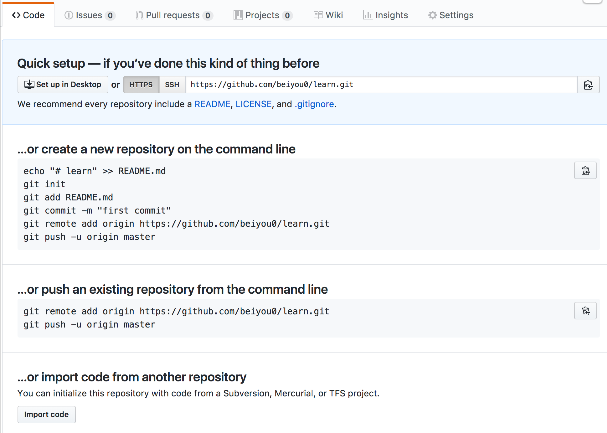 Code Issues 0 Pull requests 0 Projects 0 Wiki Insights Settings
Quick setup — if you've done this kind of thing before
Set up in Desktop or HTTPS SSH https://github.com/beiyou0/learn.git
We recommend every repository include a README, LICENSE, and .gitignore.
...or create a new repository on the command line
echo "# learn" >> README.md
git init
git add README.md
git commit -m "first commit"
git remote add origin https://github.com/beiyou0/learn.git
git push -u origin master
...or push an existing repository from the command line
git remote add origin https://github.com/beiyou0/learn.git
git push -u origin master
...or import code from another repository
You can initialize this repository with code from a Subversion, Mercurial, or TFS project.
Import code